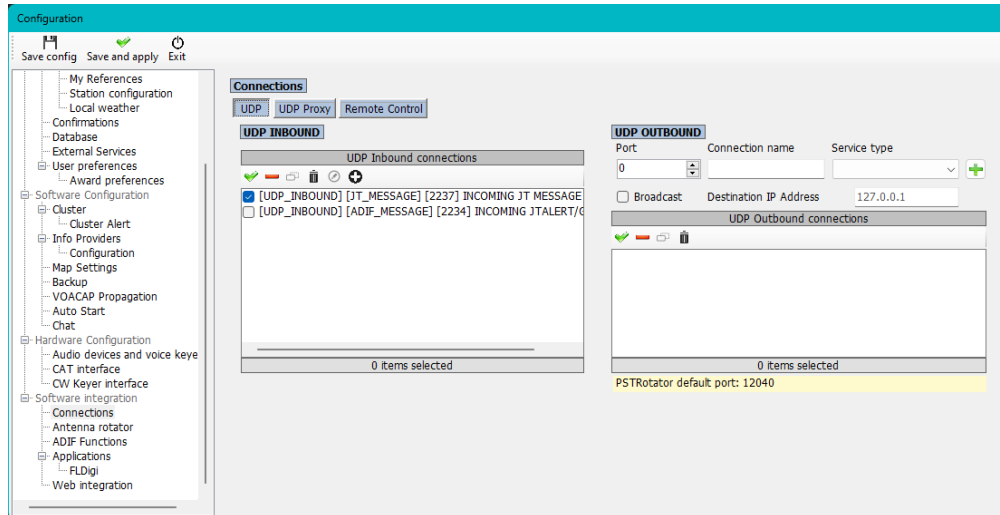 Configuration
Save config Save and apply Exit
My References
Station configuration
Local weather
Confirmations
Database
External Services
User preferences
Award preferences
Software Configuration
Cluster
Cluster Alert
Info Providers
Configuration
Map Settings
Backup
VOACAP Propagation
Auto Start
Chat
Hardware Configuration
Audio devices and voice keye
CAT interface
CW Keyer interface
Software integration
Connections
Antenna rotator
ADIF Functions
Applications
FLDigi
Web integration
Connections
UDP UDP Proxy Remote Control
UDP INBOUND
UDP Inbound connections
[UDP_INBOUND] [JT_MESSAGE] [2237] INCOMING JT MESSAGE
[UDP_INBOUND] [ADIF_MESSAGE] [2234] INCOMING JTALERT/
0 items selected
UDP OUTBOUND
Port Connection name Service type
0
Broadcast Destination IP Address 127.0.0.1
UDP Outbound connections
0 items selected
PSTRotator default port: 12040